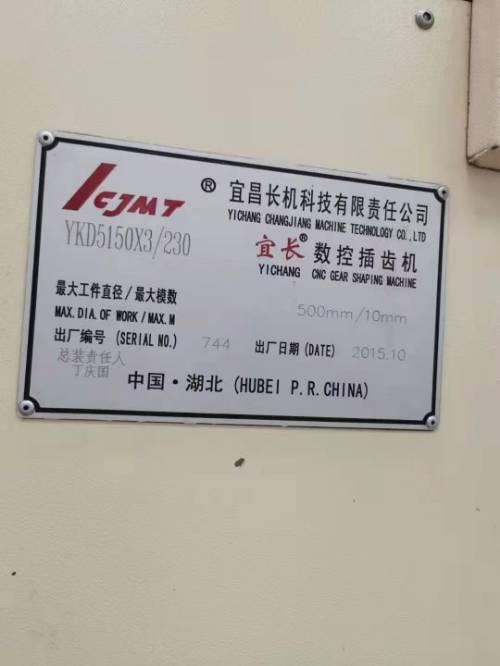 CJMT ® 宜昌长机科技有限责任公司
YICHANG CHANGJIANG MACHINE TECHNOLOGY CO.,LTD
YKD5150X3/230
宜长® 数控插齿机
YICHANG CNC GEAR SHAPING MACHINE
最大工件直径/最大模数 500mm/10mm
MAX.DIA.OF WORK/MAX.M
出厂编号 (SERIAL NO.) 744 出厂日期 (DATE) 2015.10
总装责任人
丁庆国
中国·湖北 (HUBEI P.R.CHINA)